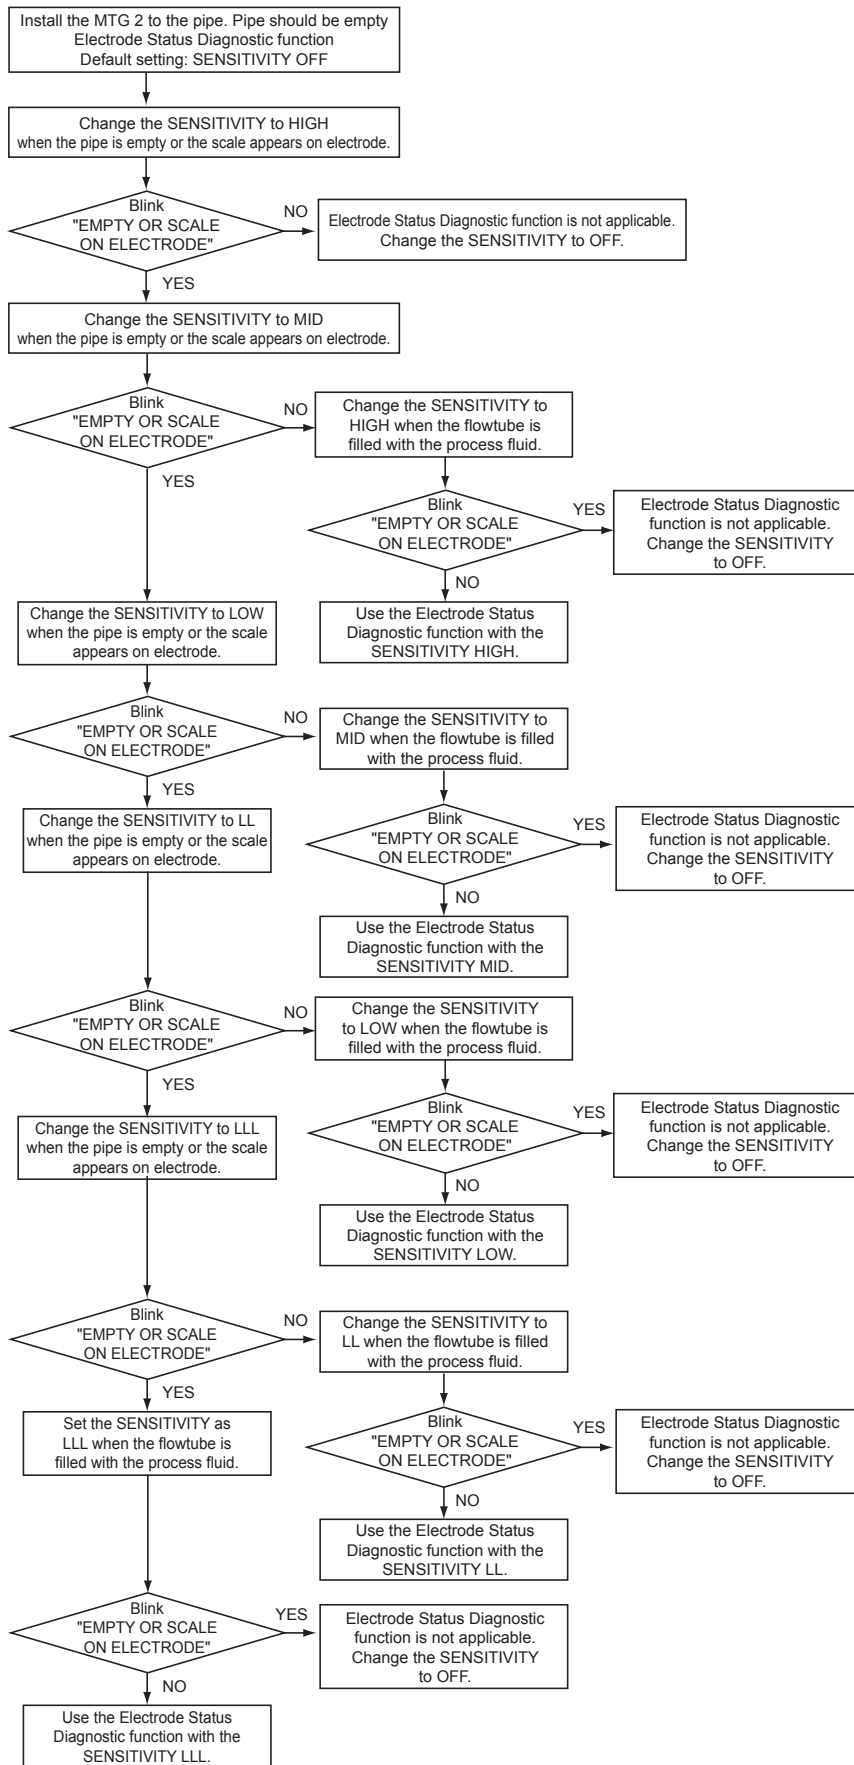 Install the MTG 2 to the pipe. Pipe should be empty
Electrode Status Diagnostic function
Default setting: SENSITIVITY OFF
Change the SENSITIVITY to HIGH
when the pipe is empty or the scale appears on electrode.
Blink
"EMPTY OR SCALE
ON ELECTRODE"
NO
Electrode Status Diagnostic function is not applicable.
Change the SENSITIVITY to OFF.
YES
Change the SENSITIVITY to MID
when the pipe is empty or the scale appears on electrode.
Blink
"EMPTY OR SCALE
ON ELECTRODE"
NO
Change the SENSITIVITY to
HIGH when the flowtube is
filled with the process fluid.
YES
Blink
"EMPTY OR SCALE
ON ELECTRODE"
YES
Electrode Status Diagnostic
function is not applicable.
Change the SENSITIVITY
to OFF.
NO
Use the Electrode Status
Diagnostic function with the
SENSITIVITY HIGH.
Change the SENSITIVITY to LOW
when the pipe is empty or the scale
appears on electrode.
Blink
"EMPTY OR SCALE
ON ELECTRODE"
NO
Change the SENSITIVITY to
MID when the flowtube is filled
with the process fluid.
YES
Change the SENSITIVITY to LL
when the pipe is empty or the scale
appears on electrode.
Blink
"EMPTY OR SCALE
ON ELECTRODE"
YES
Electrode Status Diagnostic
function is not applicable.
Change the SENSITIVITY
to OFF.
NO
Use the Electrode Status
Diagnostic function with the
SENSITIVITY MID.
Blink
"EMPTY OR SCALE
ON ELECTRODE"
NO
Change the SENSITIVITY
to LOW when the flowtube is
filled with the process fluid.
YES
Change the SENSITIVITY to LLL
when the pipe is empty or the scale
appears on electrode.
Blink
"EMPTY OR SCALE
ON ELECTRODE"
YES
Electrode Status Diagnostic
function is not applicable.
Change the SENSITIVITY
to OFF.
NO
Use the Electrode Status
Diagnostic function with the
SENSITIVITY LOW.
Blink
"EMPTY OR SCALE
ON ELECTRODE"
NO
Change the SENSITIVITY to
LL when the flowtube is filled
with the process fluid.
YES
Set the SENSITIVITY as
LLL when the flowtube is
filled with the process fluid.
Blink
"EMPTY OR SCALE
ON ELECTRODE"
YES
Electrode Status Diagnostic
function is not applicable.
Change the SENSITIVITY
to OFF.
NO
Use the Electrode Status
Diagnostic function with the
SENSITIVITY LL.
Blink
"EMPTY OR SCALE
ON ELECTRODE"
YES
Electrode Status Diagnostic
function is not applicable.
Change the SENSITIVITY
to OFF.
NO
Use the Electrode Status
Diagnostic function with the
SENSITIVITY LLL.